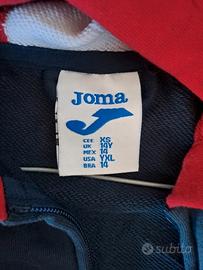 Joma
CEE XS
UK 14Y
MEX 14
USA YXL
BRA 14
subito